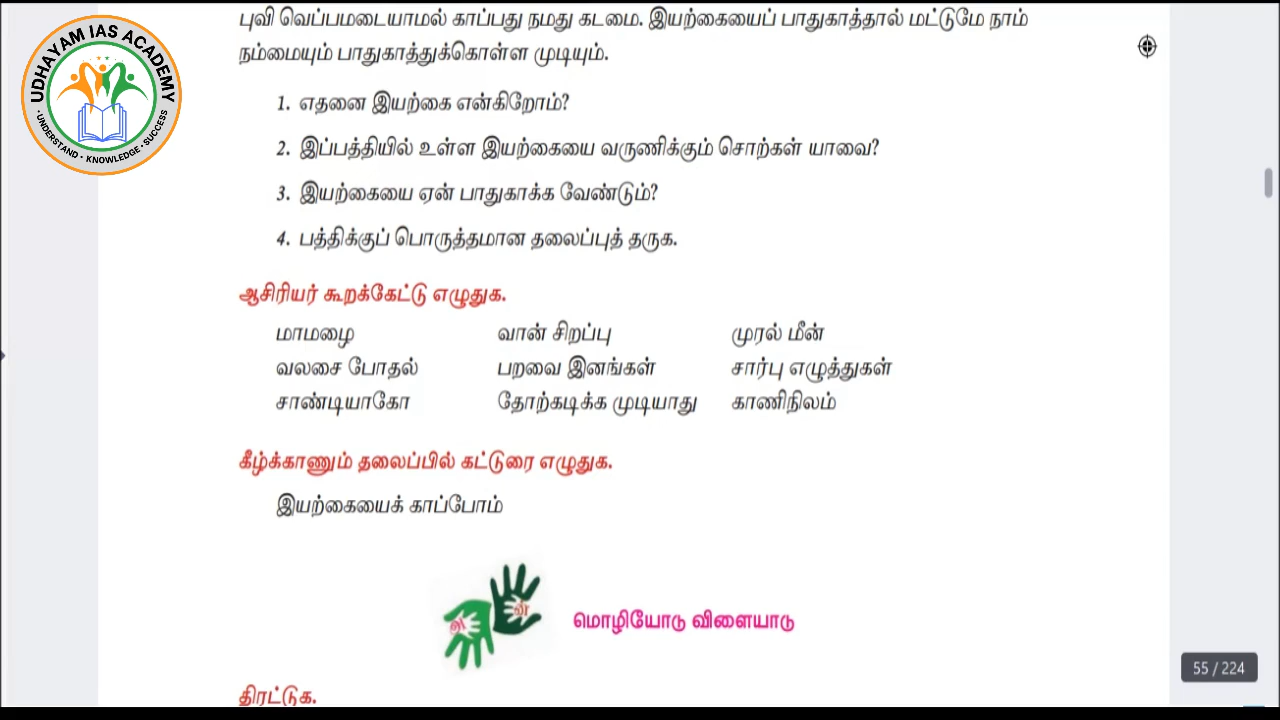 புவி வெப்பமடையாமல் காப்பது நமது கடமை. இயற்கையைப் பாதுகாத்தால் மட்டுமே நாம்
நம்மையும் பாதுகாத்துக்கொள்ள முடியும்.
UDHAYAM IAS ACADEMY
· UNDERSTAND · KNOWLEDGE · SUCCESS
1. எதனை இயற்கை என்கிறோம்?
2. இப்பத்தியில் உள்ள இயற்கையை வருணிக்கும் சொற்கள் யாவை?
3. இயற்கையை ஏன் பாதுகாக்க வேண்டும்?
4. பத்திக்குப் பொருத்தமான தலைப்புத் தருக.
ஆசிரியர் கூறக்கேட்டு எழுதுக.
மாமழை வான் சிறப்பு முரல் மீன்
வலசை போதல் பறவை இனங்கள் சார்பு எழுத்துகள்
சாண்டியாகோ தோற்கடிக்க முடியாது காணிநிலம்
கீழ்க்காணும் தலைப்பில் கட்டுரை எழுதுக.
இயற்கையைக் காப்போம்
அ ன்
மொழியோடு விளையாடு
55 / 224
திரட்டுக.